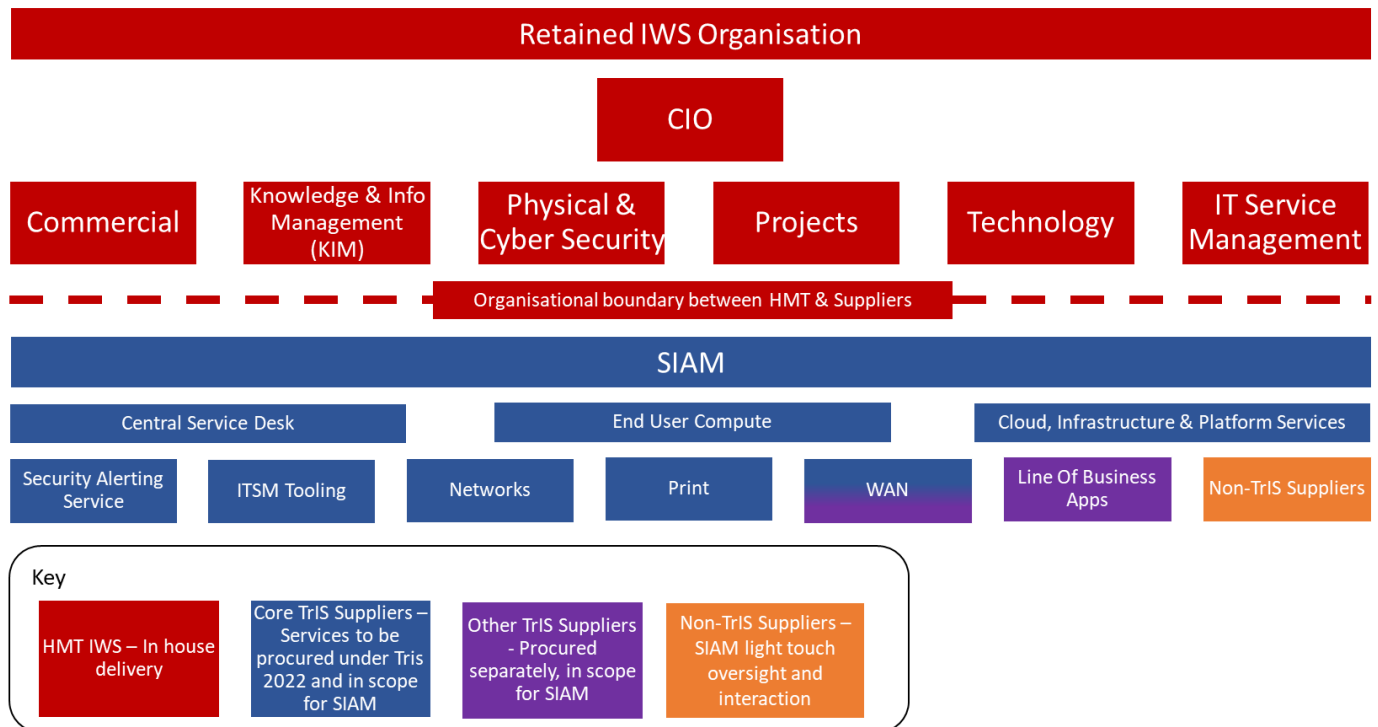 Retained IWS Organisation
CIO
Commercial
Knowledge & Info
Management
(KIM)
Physical &
Cyber Security
Projects
Technology
IT Service
Management
Organisational boundary between HMT & Suppliers
SIAM
Central Service Desk
End User Compute
Cloud, Infrastructure & Platform Services
Security Alerting
Service
ITSM Tooling
Networks
Print
WAN
Line Of Business
Apps
Non-TrIS Suppliers
Key
HMT IWS – In house
delivery
Core TrIS Suppliers –
Services to be
procured under Tris
2022 and in scope
for SIAM
Other TrIS Suppliers
- Procured
separately, in scope
for SIAM
Non-TrIS Suppliers –
SIAM light touch
oversight and
interaction